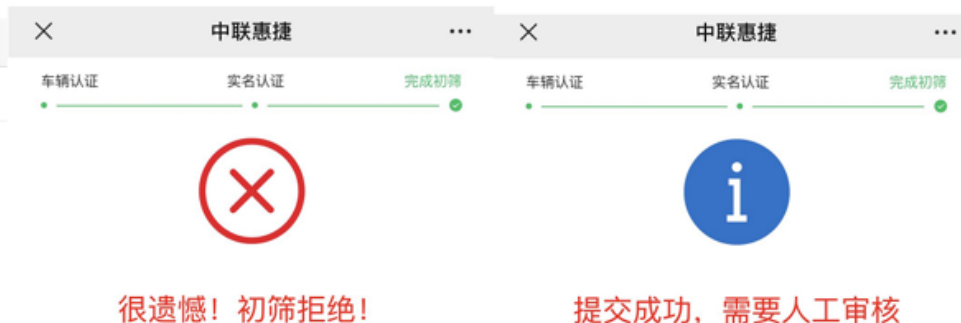 中联惠捷
车辆认证 实名认证 完成初筛
很遗憾！初筛拒绝！
中联惠捷
车辆认证 实名认证 完成初筛
提交成功，需要人工审核